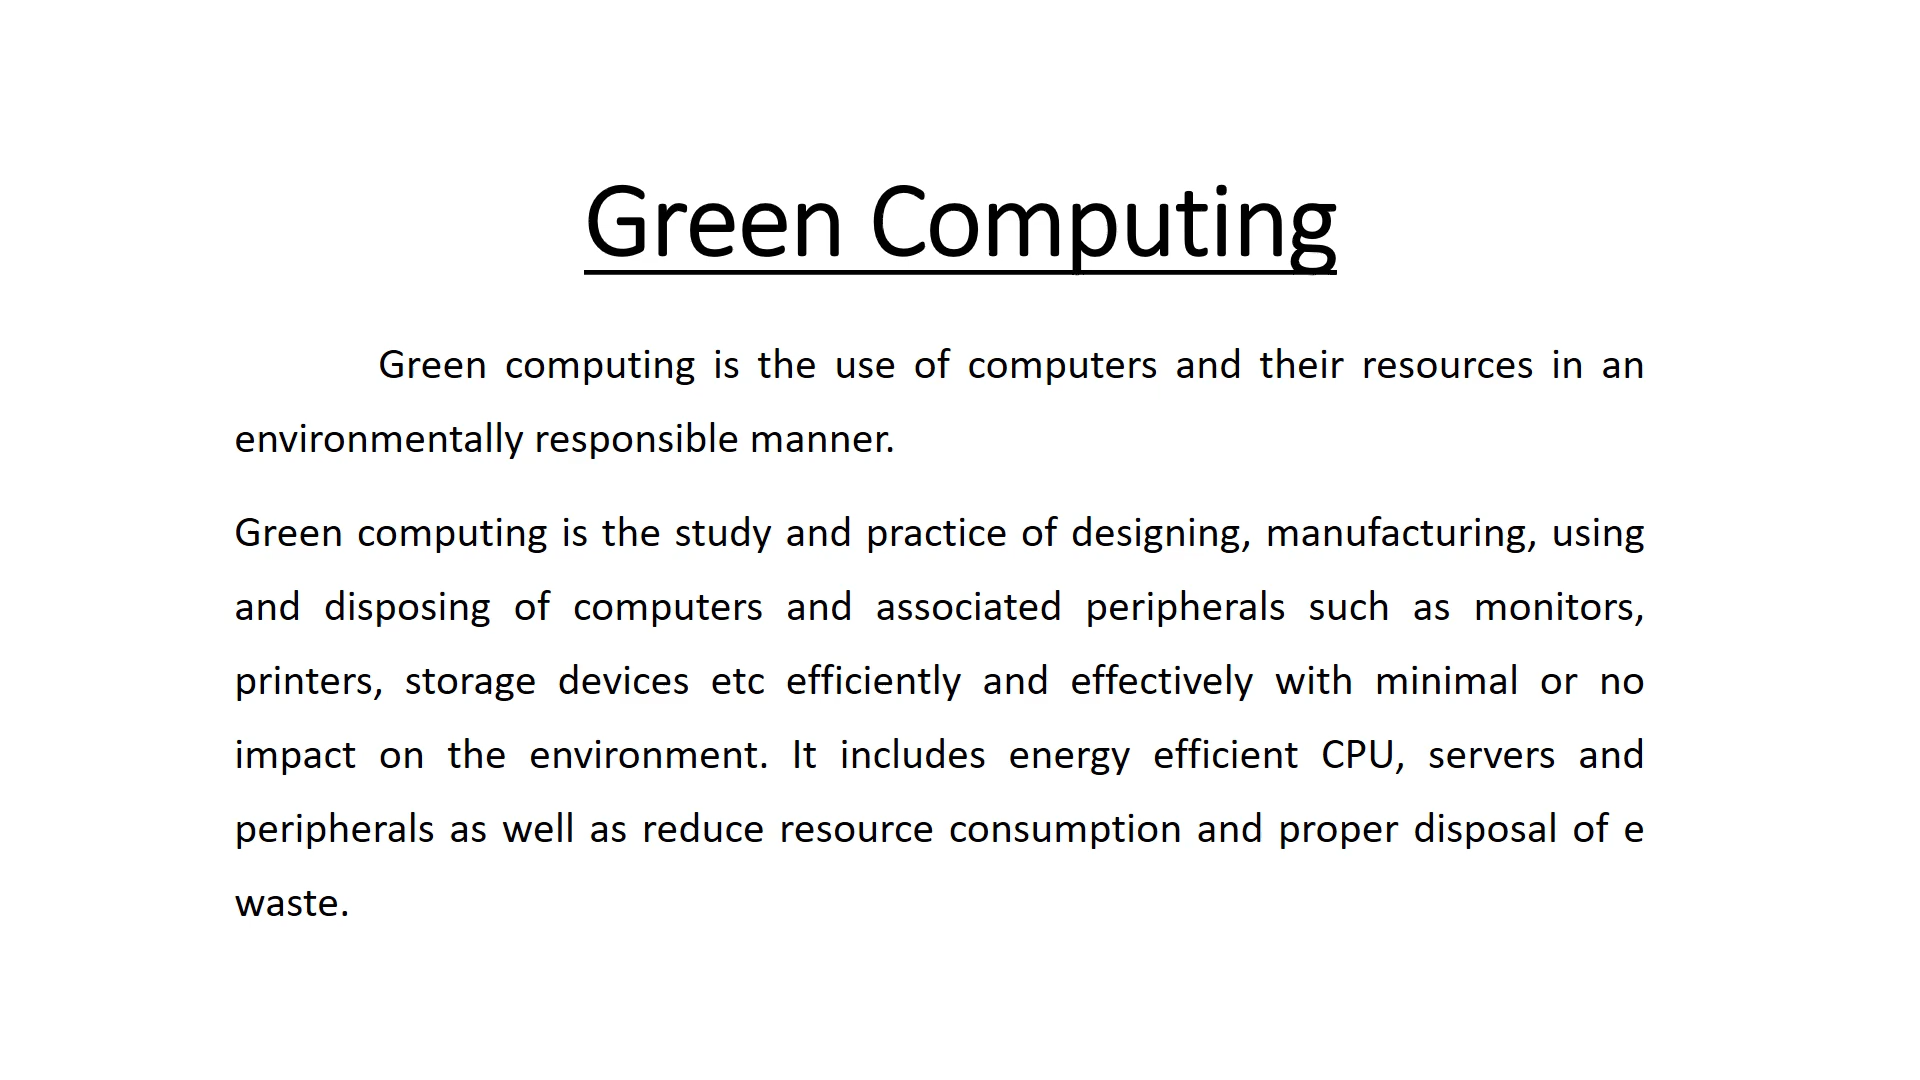 Green Computing
Green computing is the use of computers and their resources in an
environmentally responsible manner.
Green computing is the study and practice of designing, manufacturing, using
and disposing of computers and associated peripherals such as monitors,
printers, storage devices etc efficiently and effectively with minimal or no
impact on the environment. It includes energy efficient CPU, servers and
peripherals as well as reduce resource consumption and proper disposal of e
waste.